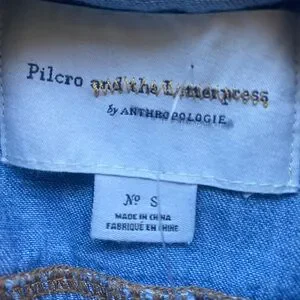 Pilcro and the Letterpress
by ANTHROPOLOGIE
Nº S
MADE IN CHINA
FABRIQUÉ EN CHINE